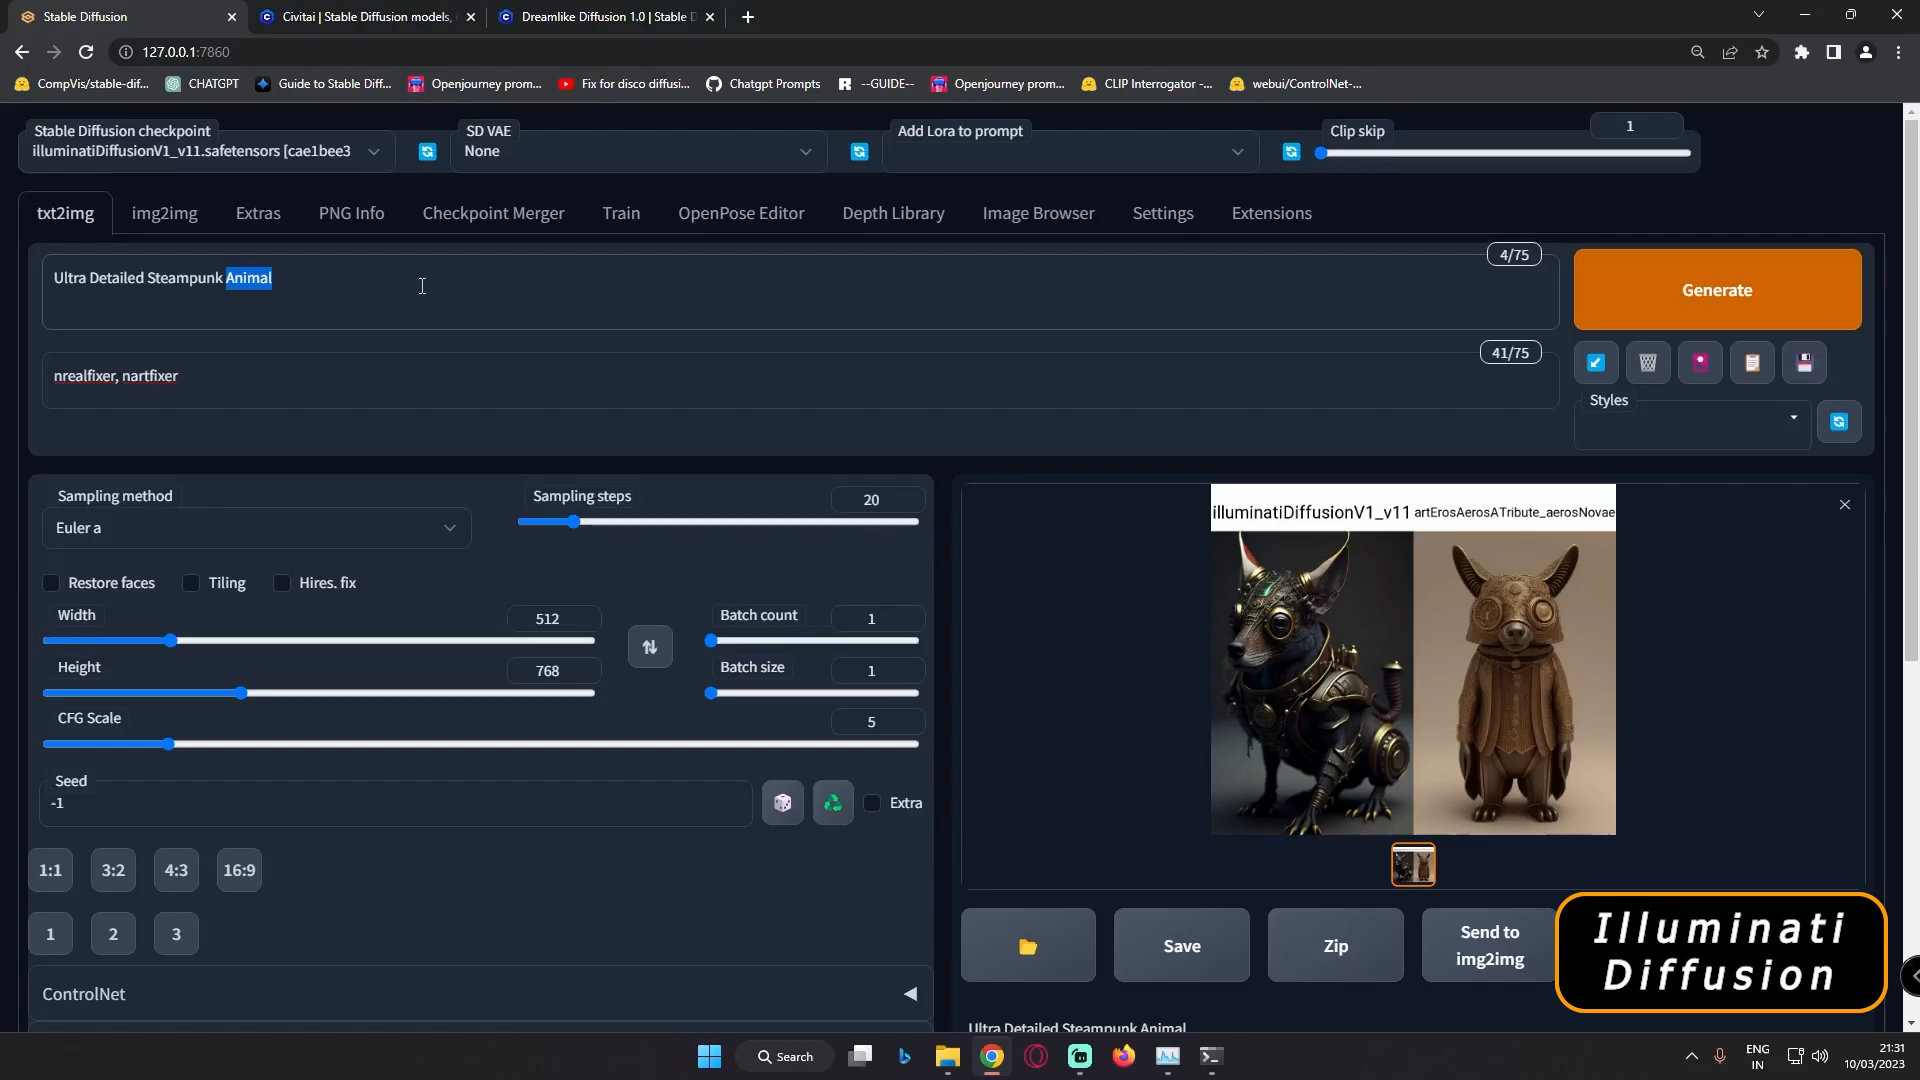 Stable Diffusion
Civitai | Stable Diffusion models,
Dreamlike Diffusion 1.0 | Stable D
127.0.0.1:7860
CompVis/stable-dif...
CHATGPT
Guide to Stable Diff...
Openjourney prom...
Fix for disco diffusi...
Chatgpt Prompts
--GUIDE--
Openjourney prom...
CLIP Interrogator -...
webui/ControlNet-...
Stable Diffusion checkpoint
illuminatiDiffusionV1_v11.safetensors [cae1bee3
SD VAE
None
Add Lora to prompt
Clip skip
1
txt2img
img2img
Extras
PNG Info
Checkpoint Merger
Train
OpenPose Editor
Depth Library
Image Browser
Settings
Extensions
4/75
Ultra Detailed Steampunk Animal
Generate
41/75
nrealfixer, nartfixer
Styles
Sampling method
Euler a
Sampling steps
20
Restore faces
Tiling
Hires. fix
Width
512
Batch count
1
Height
768
Batch size
1
CFG Scale
5
Seed
-1
Extra
1:1
3:2
4:3
16:9
1
2
3
ControlNet
illuminatiDiffusionV1_v11
artErosAerosATribute_aerosNovae
Save
Zip
Send to
img2img
Illuminati
Diffusion
Ultra Detailed Steampunk Animal
Search
ENG
IN
21:31
10/03/2023